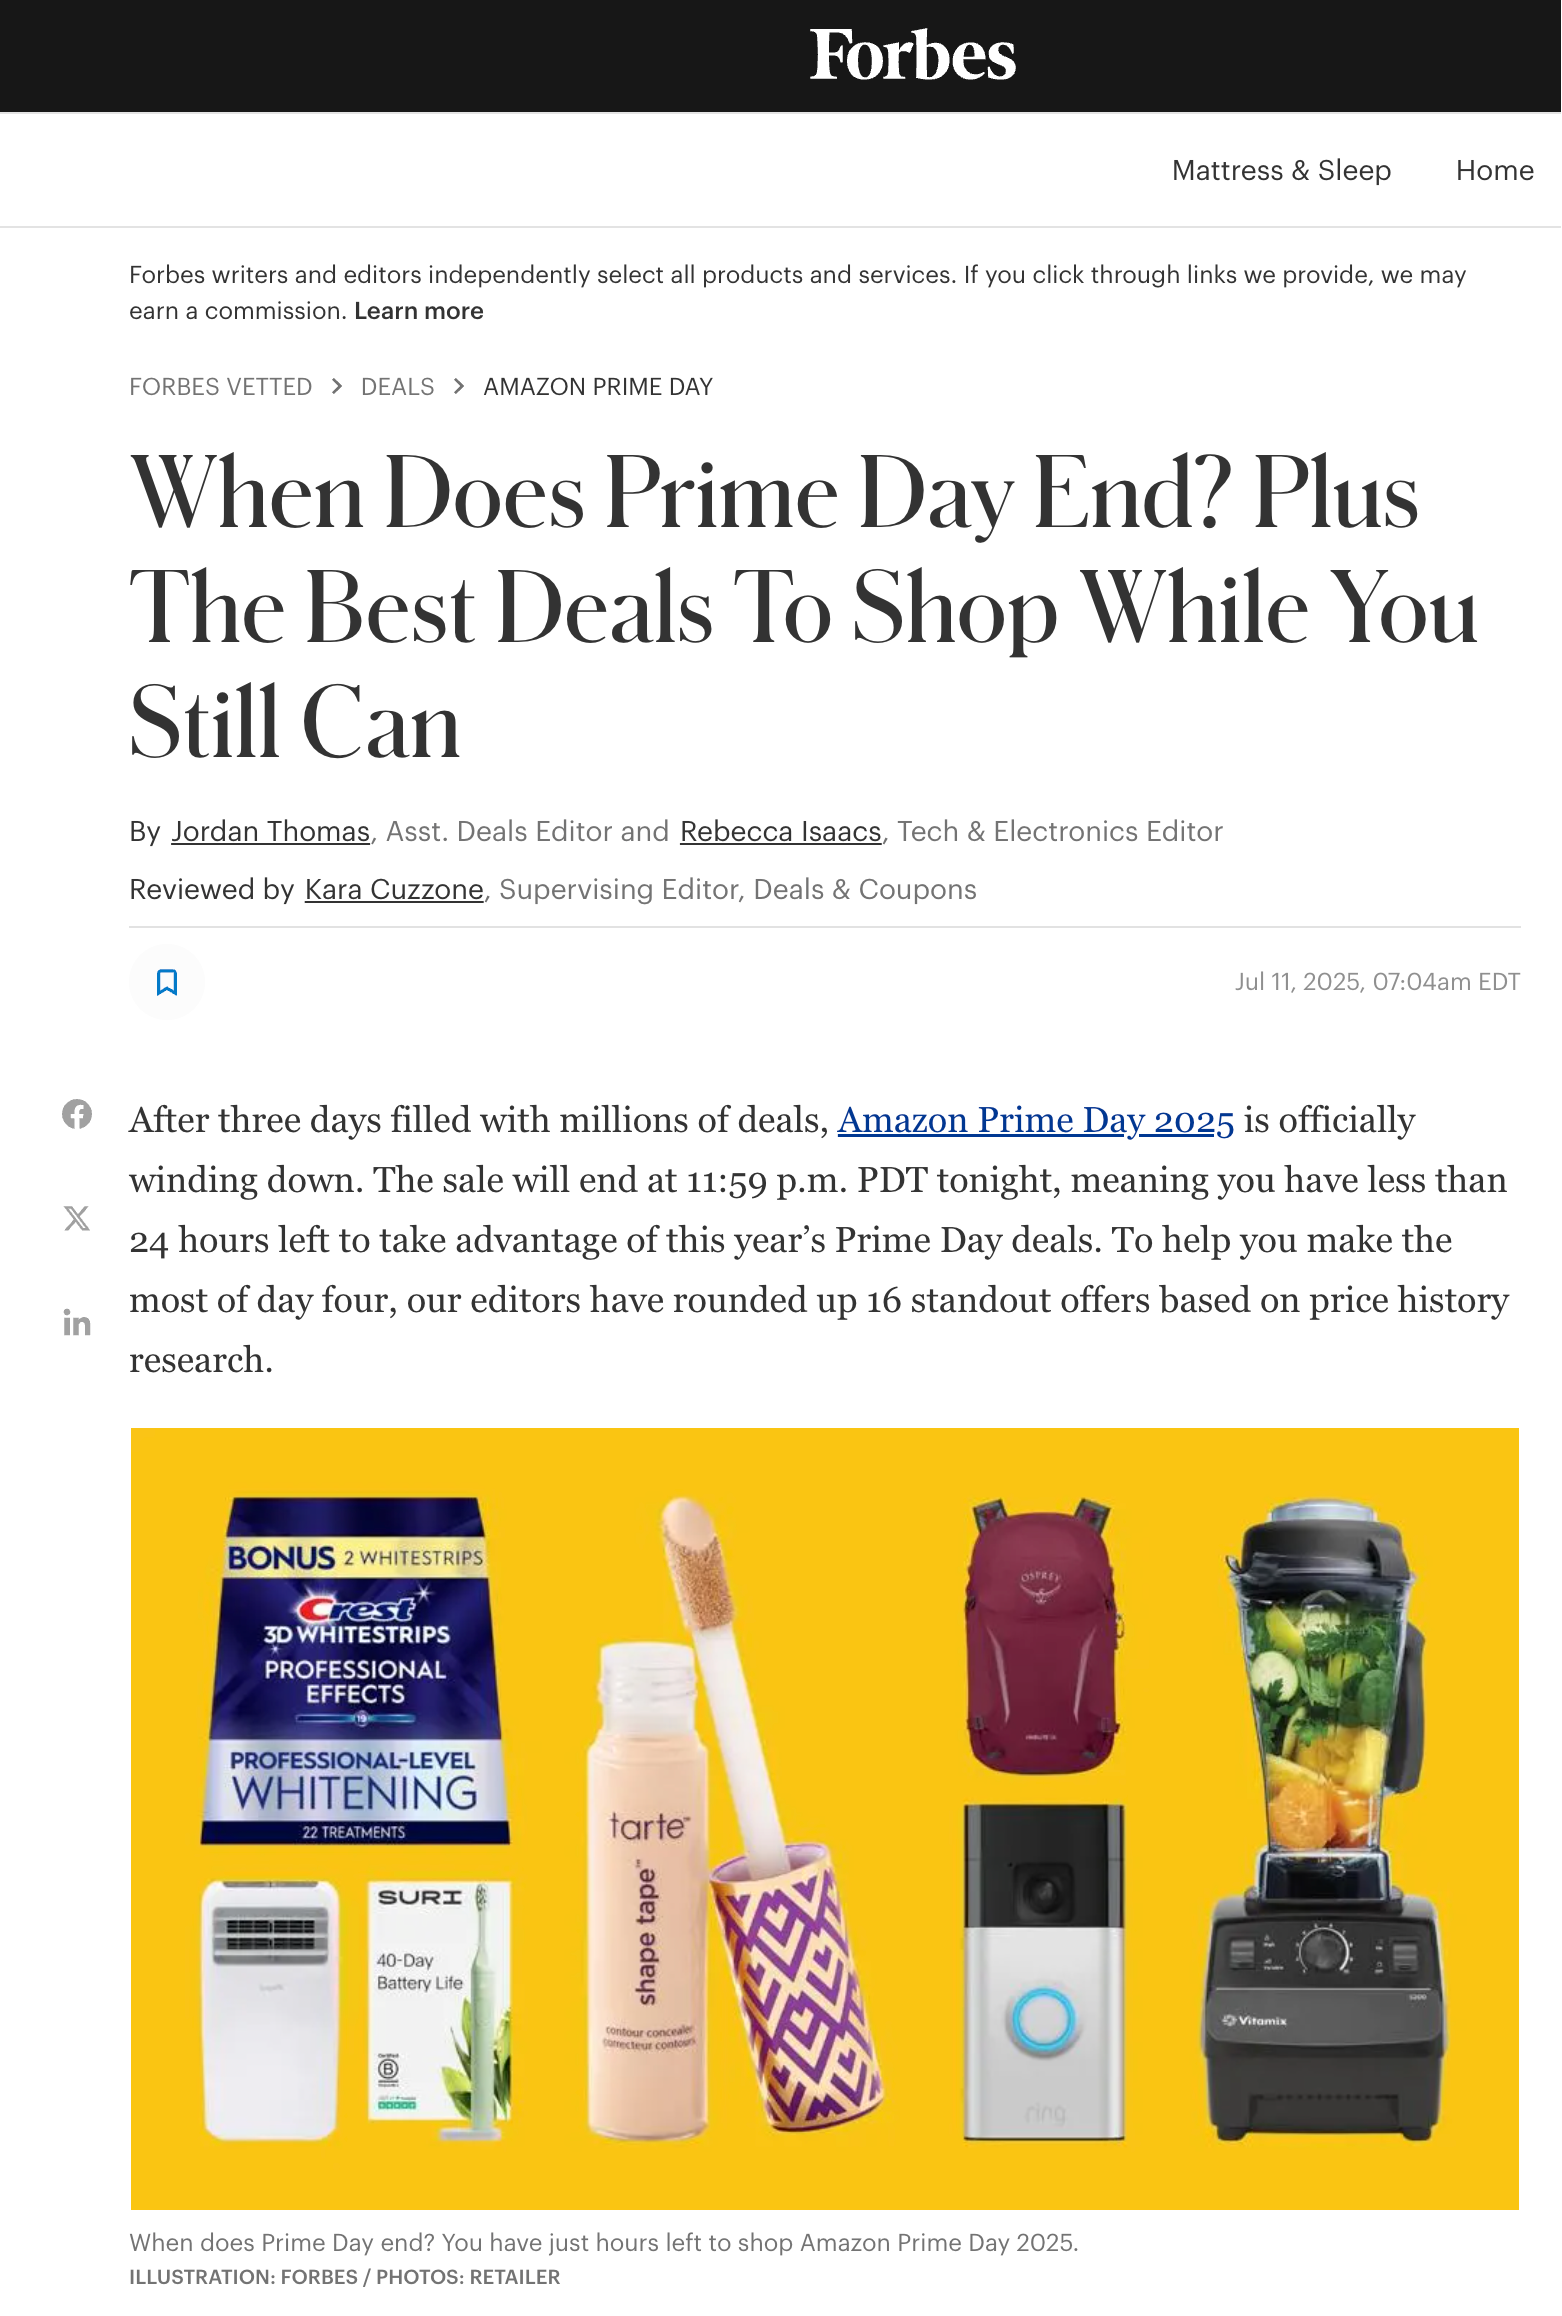 Forbes
Mattress & Sleep Home
Forbes writers and editors independently select all products and services. If you click through links we provide, we may
earn a commission. Learn more
FORBES VETTED > DEALS > AMAZON PRIME DAY
When Does Prime Day End? Plus
The Best Deals To Shop While You
Still Can
By Jordan Thomas, Asst. Deals Editor and Rebecca Isaacs, Tech & Electronics Editor
Reviewed by Kara Cuzzone, Supervising Editor, Deals & Coupons
Jul 11, 2025, 07:04am EDT
After three days filled with millions of deals, Amazon Prime Day 2025 is officially
winding down. The sale will end at 11:59 p.m. PDT tonight, meaning you have less than
24 hours left to take advantage of this year’s Prime Day deals. To help you make the
most of day four, our editors have rounded up 16 standout offers based on price history
research.
BONUS 2 WHITESTRIPS
Crest
3D WHITESTRIPS
PROFESSIONAL
EFFECTS
19
PROFESSIONAL-LEVEL
WHITENING
22 TREATMENTS
SURI
40-Day
Battery Life
Certified
B
tarte™
shape tape™
contour concealer
correcteur contours
OSPREY
ring
5200
Vitamix
When does Prime Day end? You have just hours left to shop Amazon Prime Day 2025.
ILLUSTRATION: FORBES / PHOTOS: RETAILER